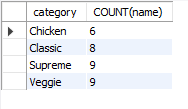 category COUNT(name)
Chicken 6
Classic 8
Supreme 9
Veggie 9